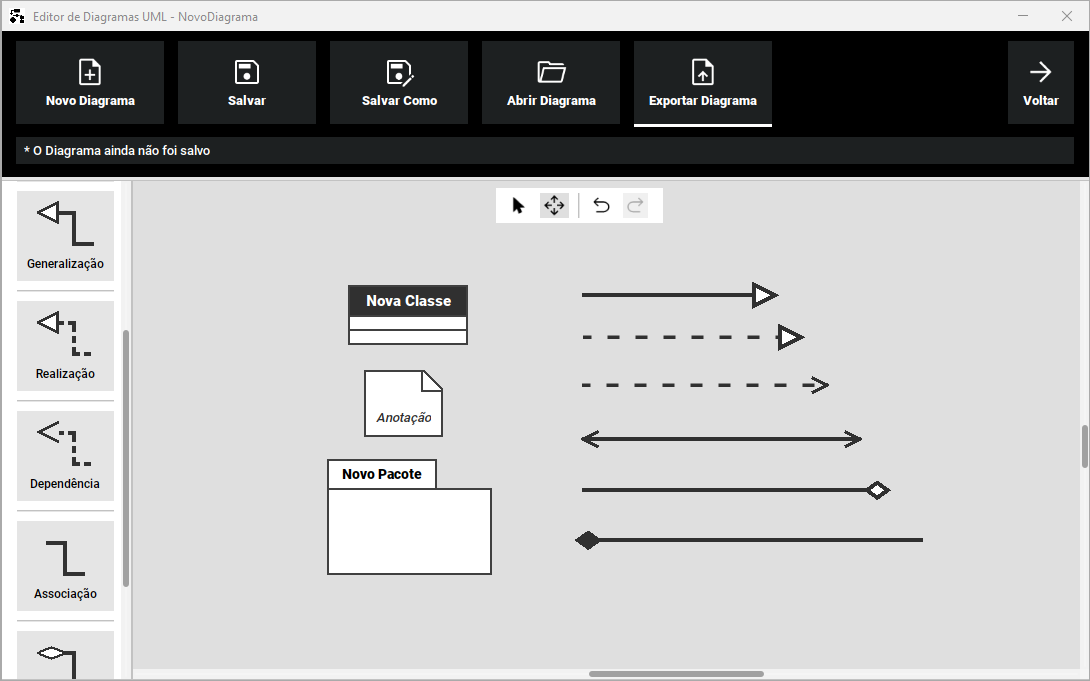 Editor de Diagramas UML - NovoDiagrama
Novo Diagrama
Salvar
Salvar Como
Abrir Diagrama
Exportar Diagrama
Voltar
* O Diagrama ainda não foi salvo
Generalização
Realização
Dependência
Associação
Nova Classe
Anotação
Novo Pacote